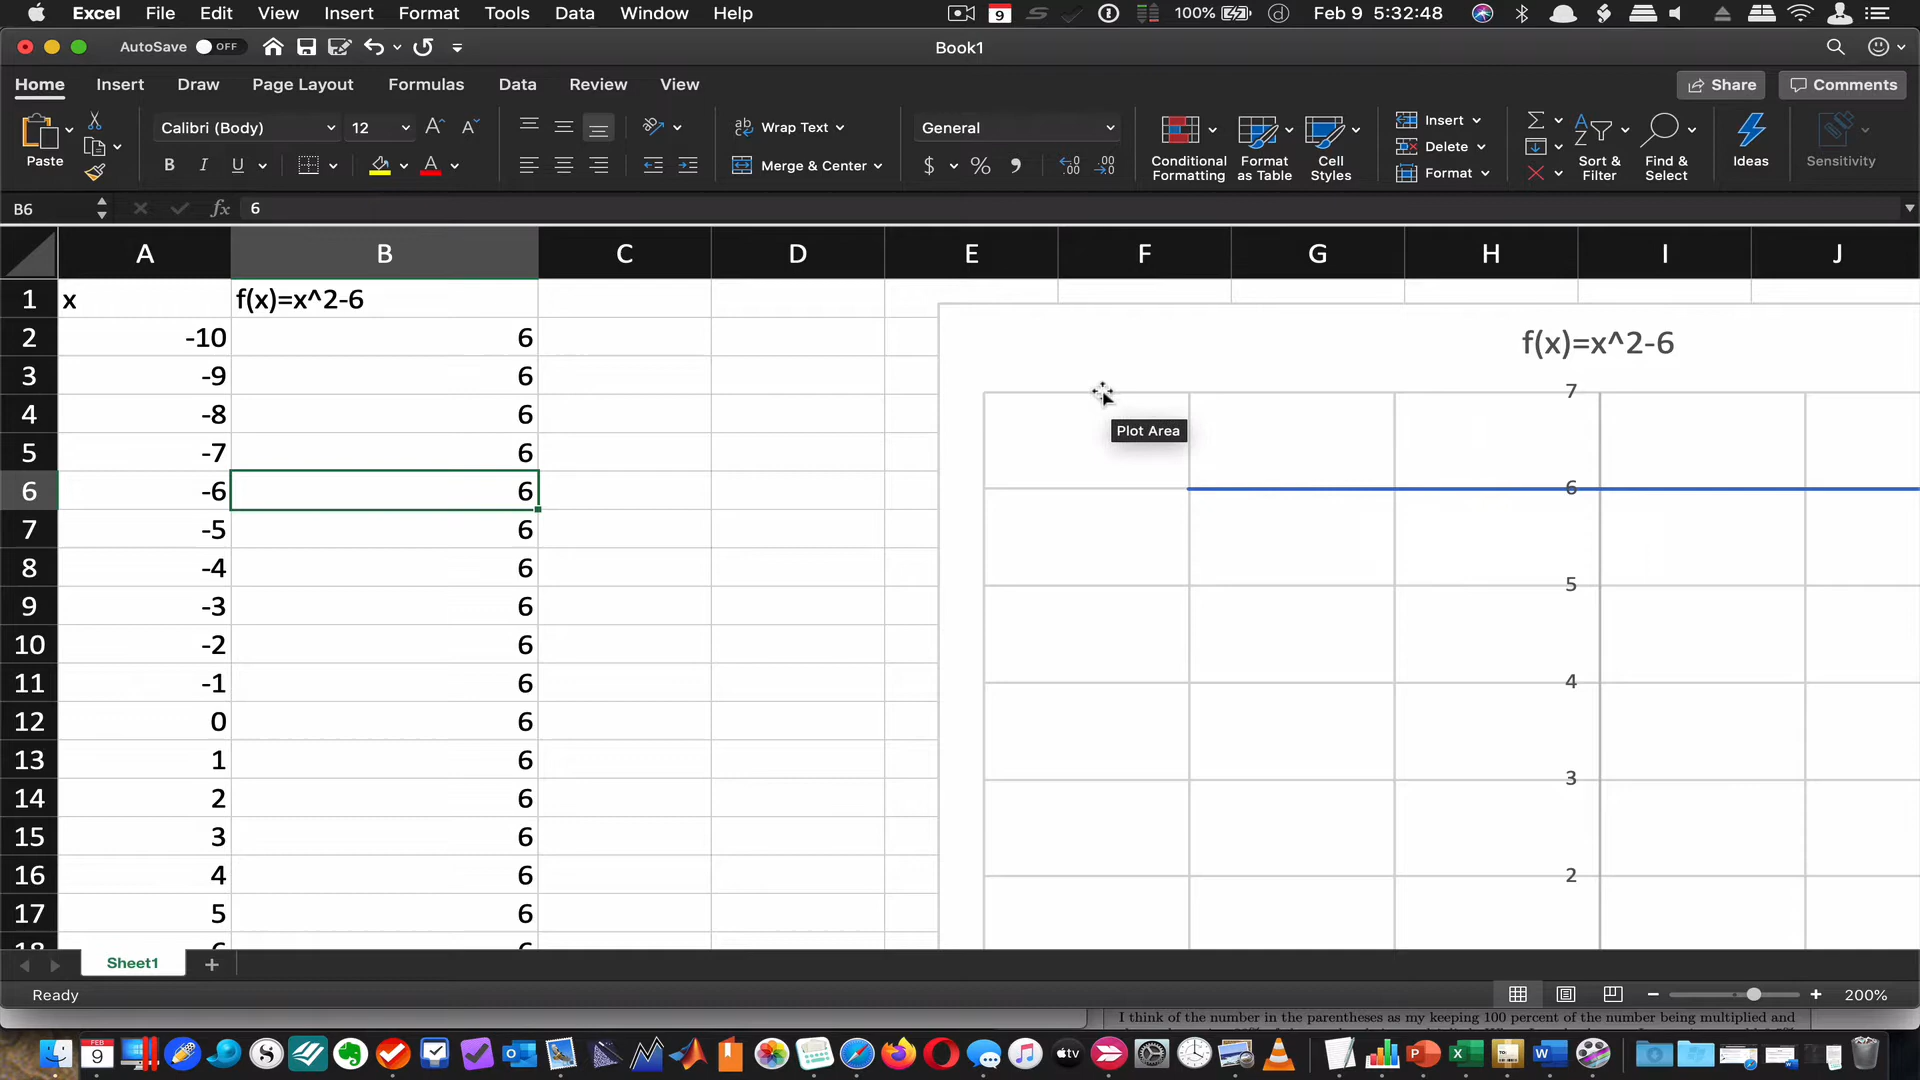 Excel File Edit View Insert Format Tools Data Window Help 9 100% Feb 9 5:32:48
AutoSave OFF Book1
Home Insert Draw Page Layout Formulas Data Review View Share Comments
Calibri (Body) 12 Wrap Text General Insert
Paste Merge & Center Conditional Formatting Format as Table Cell Styles Delete Format Sort & Filter Find & Select Ideas Sensitivity
B6 fx 6
A B C D E F G H I J
1 x f(x)=x^2-6
2 -10 6
3 -9 6
4 -8 6
5 -7 6
6 -6 6
7 -5 6
8 -4 6
9 -3 6
10 -2 6
11 -1 6
12 0 6
13 1 6
14 2 6
15 3 6
16 4 6
17 5 6
18 6 6
f(x)=x^2-6
7
Plot Area
6
5
4
3
2
Sheet1
Ready 200%
I think of the number in the parentheses as my keeping 100 percent of the number being multiplied and
FEB 9 tv